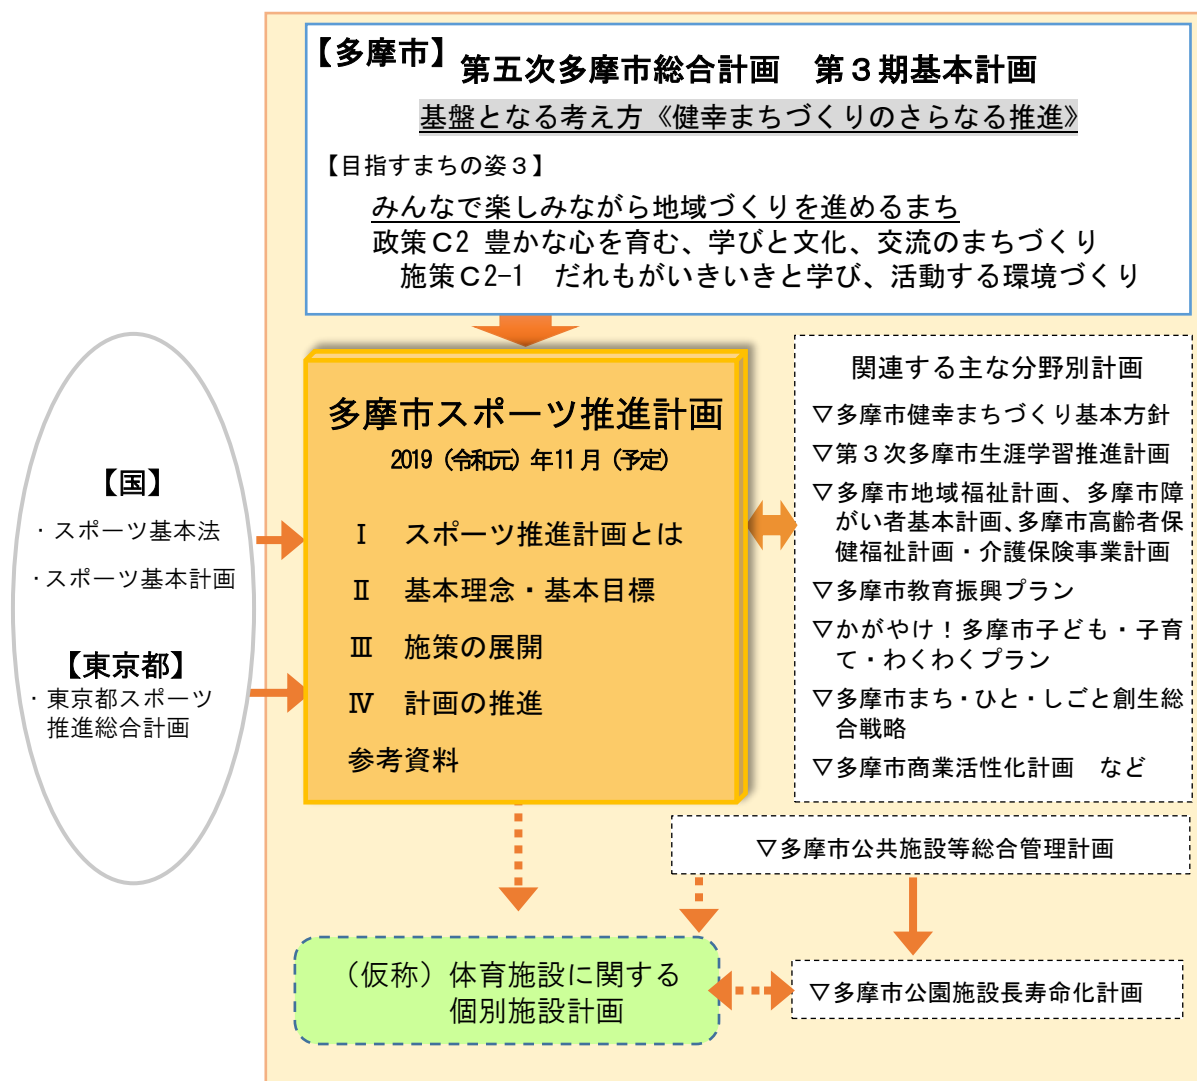 【多摩市】
第五次多摩市総合計画　第３期基本計画
基盤となる考え方《健幸まちづくりのさらなる推進》
【目指すまちの姿３】
みんなで楽しみながら地域づくりを進めるまち
政策Ｃ2 豊かな心を育む、学びと文化、交流のまちづくり
施策Ｃ2-1　だれもがいきいきと学び、活動する環境づくり
【国】
・スポーツ基本法
・スポーツ基本計画
【東京都】
・東京都スポーツ
推進総合計画
多摩市スポーツ推進計画
2019（令和元）年11月（予定）
Ⅰ　スポーツ推進計画とは
Ⅱ　基本理念・基本目標
Ⅲ　施策の展開
Ⅳ　計画の推進
参考資料
関連する主な分野別計画
▽多摩市健幸まちづくり基本方針
▽第３次多摩市生涯学習推進計画
▽多摩市地域福祉計画、多摩市障
がい者基本計画、多摩市高齢者保
健福祉計画・介護保険事業計画
▽多摩市教育振興プラン
▽かがやけ！多摩市子ども・子育
て・わくわくプラン
▽多摩市まち・ひと・しごと創生総
合戦略
▽多摩市商業活性化計画　など
▽多摩市公共施設等総合管理計画
（仮称）体育施設に関する
個別施設計画
▽多摩市公園施設長寿命化計画